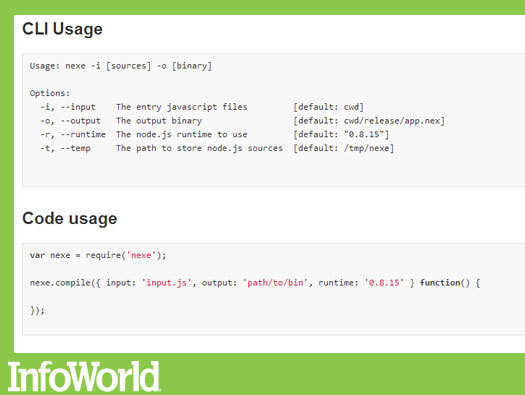 CLI Usage
Usage: nexe -i [sources] -o [binary]
Options:
-i, --input    The entry javascript files         [default: cwd]
-o, --output   The output binary                  [default: cwd/release/app.nex]
-r, --runtime  The node.js runtime to use         [default: "0.8.15"]
-t, --temp     The path to store node.js sources  [default: /tmp/nexe]
Code usage
var nexe = require('nexe');
nexe.compile({ input: 'input.js', output: 'path/to/bin', runtime: '0.8.15' } function() {
});
InfoWorld